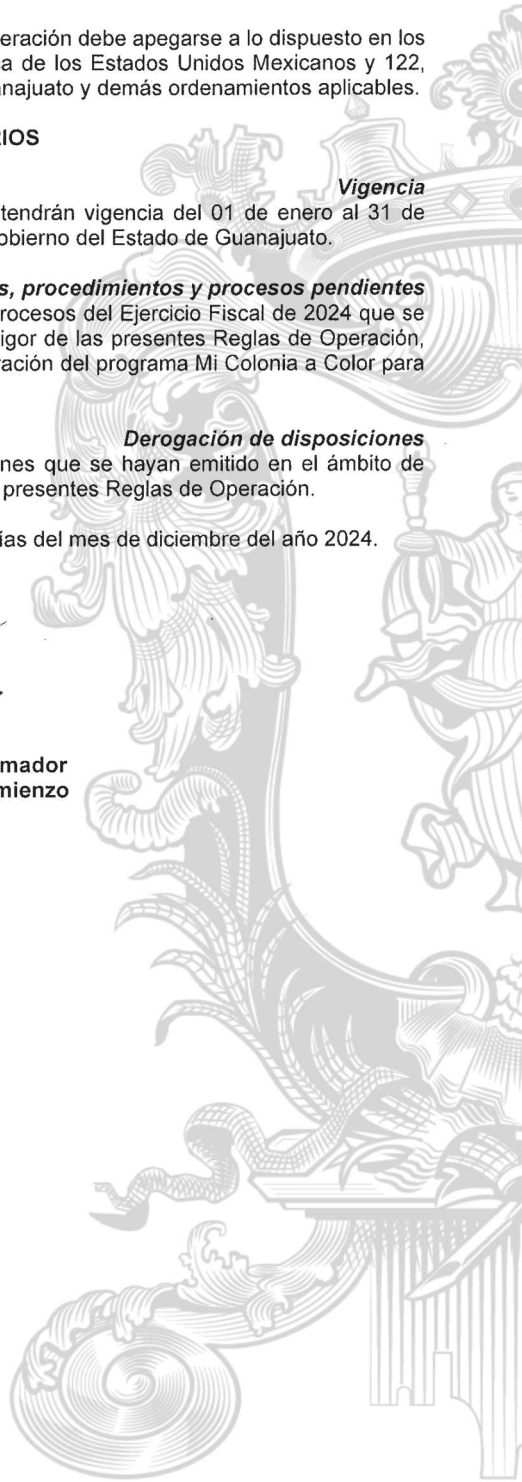 eración debe apegarse a lo dispuesto en los
ca de los Estados Unidos Mexicanos y 122,
anajuato y demás ordenamientos aplicables.
RIOS
Vigencia
tendrán vigencia del 01 de enero al 31 de
obierno del Estado de Guanajuato.
s, procedimientos y procesos pendientes
rocesos del Ejercicio Fiscal de 2024 que se
igor de las presentes Reglas de Operación,
ración del programa Mi Colonia a Color para
Derogación de disposiciones
nes que se hayan emitido en el ámbito de
presentes Reglas de Operación.
ías del mes de diciembre del año 2024.
mador
mienzo